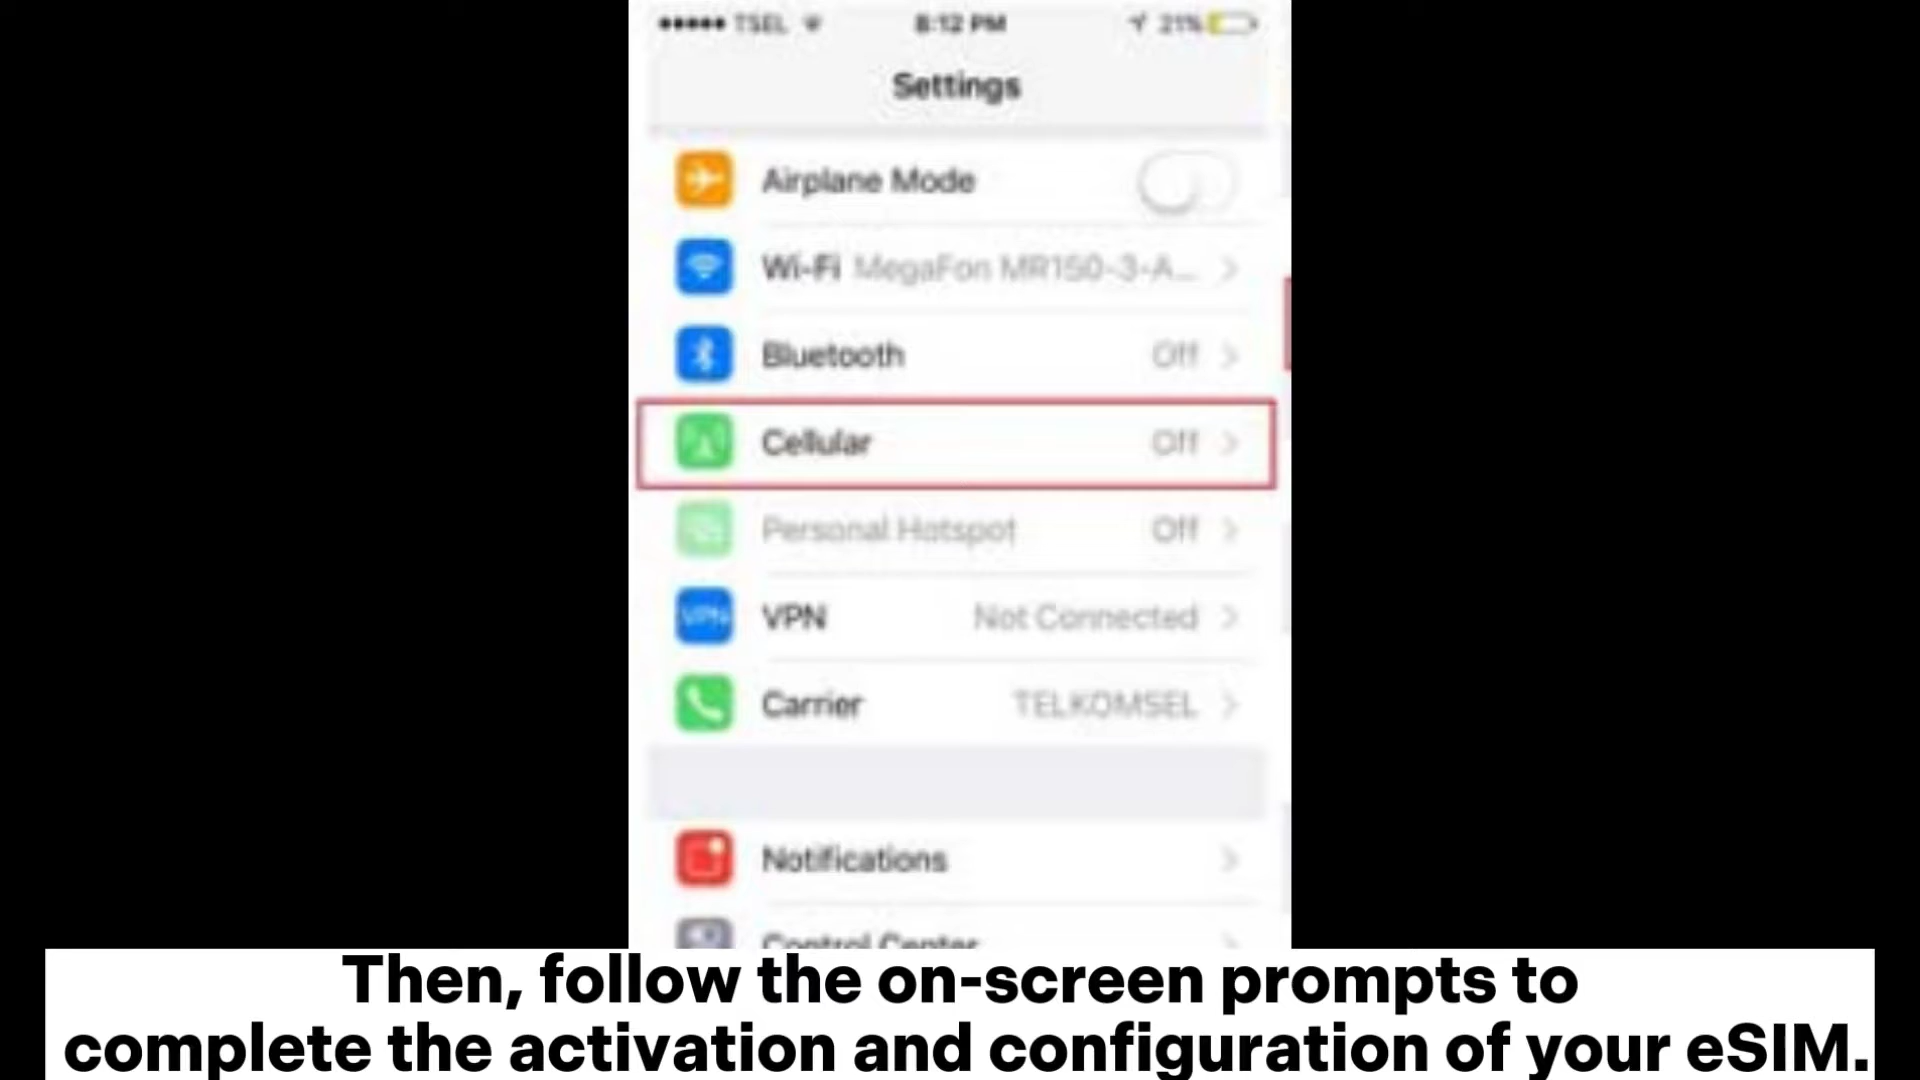 TSEL 8:12 PM 21%
Settings
Airplane Mode
Wi-Fi MegaFon MR150-3-A...
Bluetooth Off
Cellular Off
Personal Hotspot Off
VPN VPN Not Connected
Carrier TELKOMSEL
Notifications
Control Center
Then, follow the on-screen prompts to
complete the activation and configuration of your eSIM.